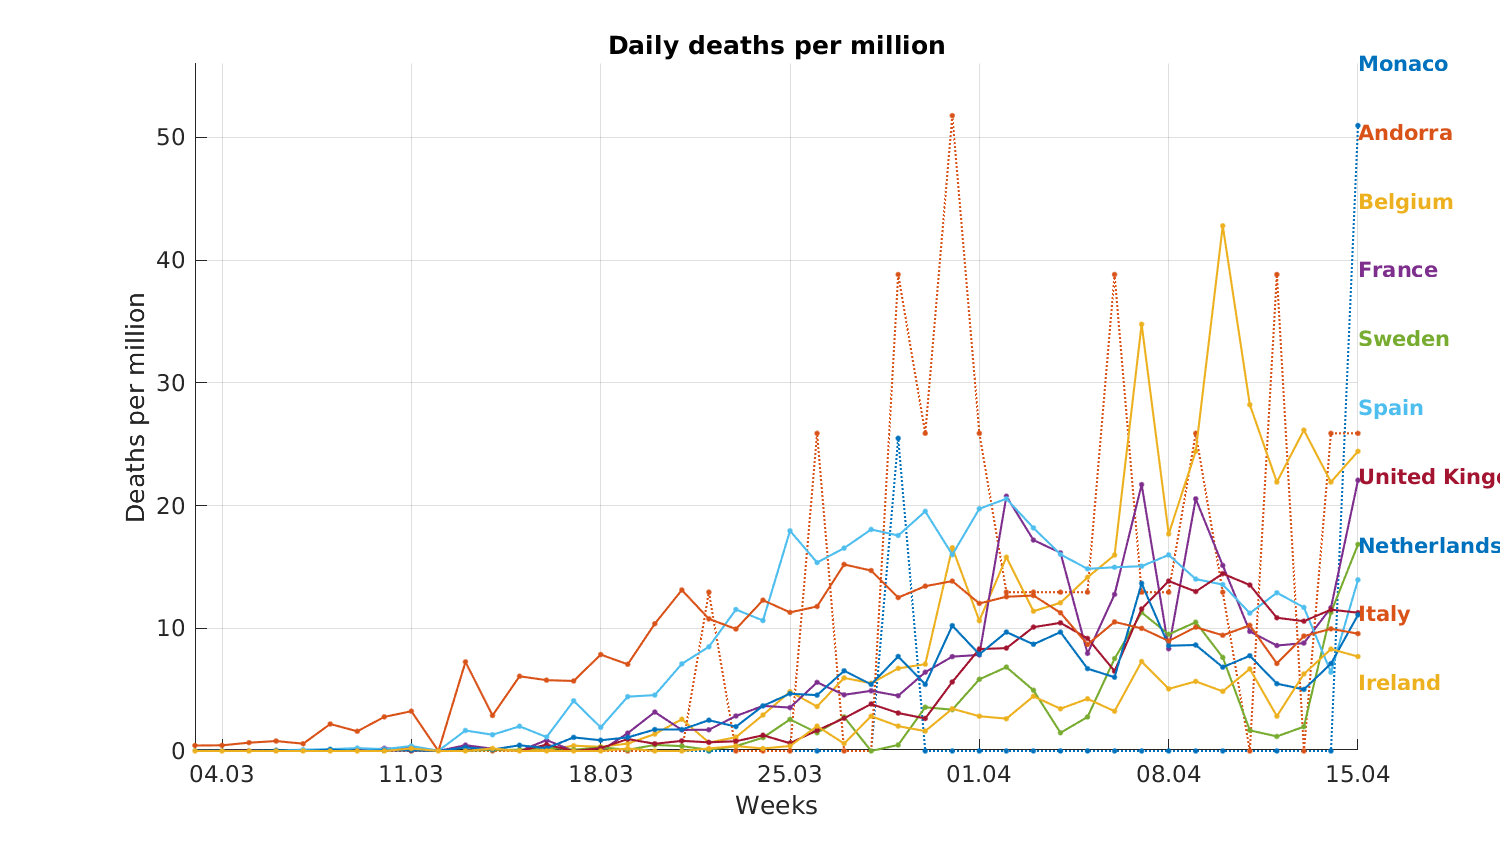 Daily deaths per million
Monaco
Andorra
Belgium
France
Sweden
Spain
United King
Netherlands
Italy
Ireland
Deaths per million
50
40
30
20
10
0
04.03 11.03 18.03 25.03 01.04 08.04 15.04
Weeks